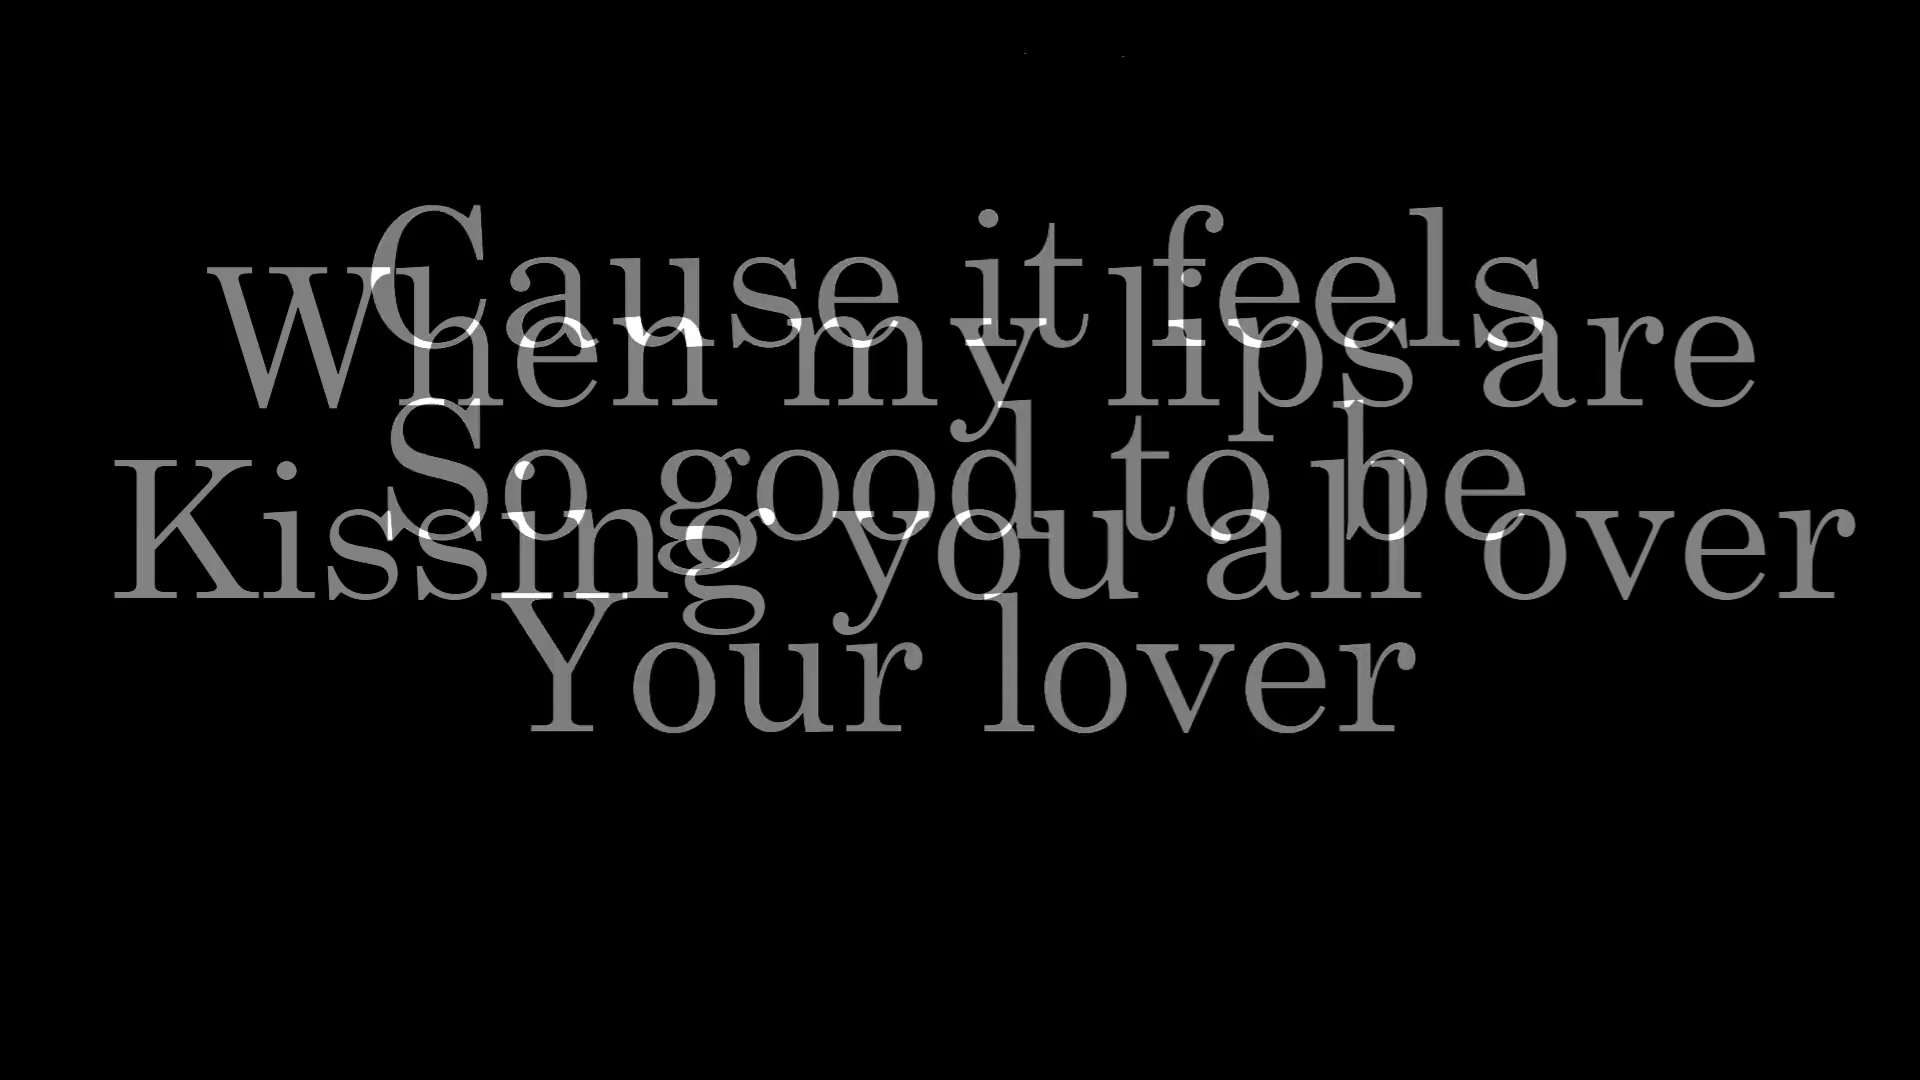 Cause it feels
When my lips are
So good to be
Kissing you all over
Your lover